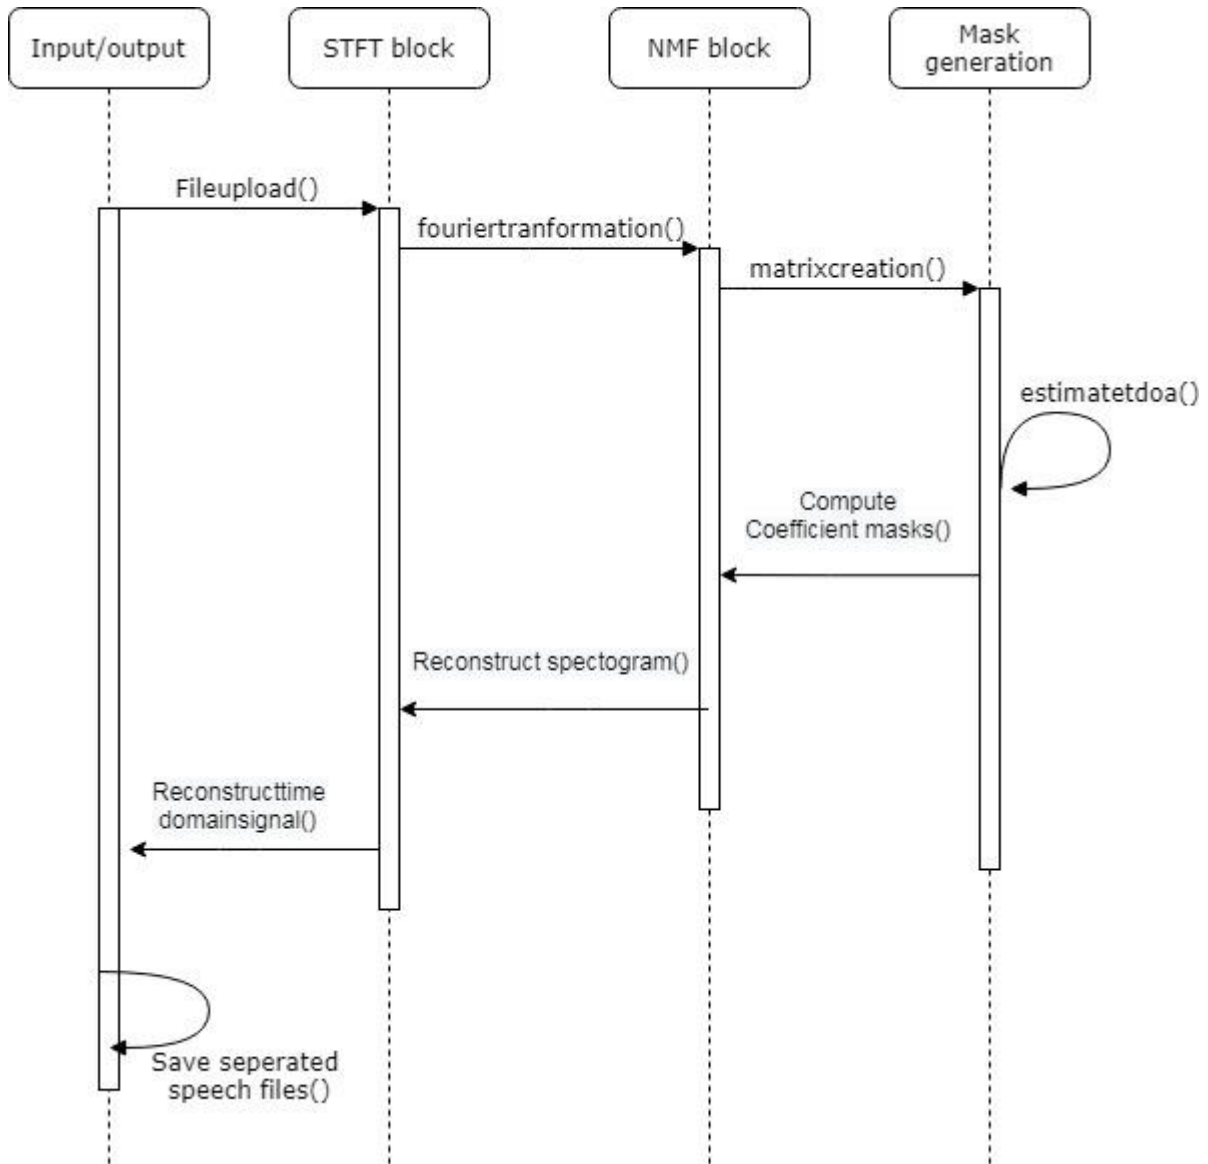 Input/output
STFT block
NMF block
Mask
generation
Fileupload()
fouriertranformation()
matrixcreation()
estimatetdoa()
Compute
Coefficient masks()
Reconstruct spectogram()
Reconstructtime
domainsignal()
Save seperated
speech files()